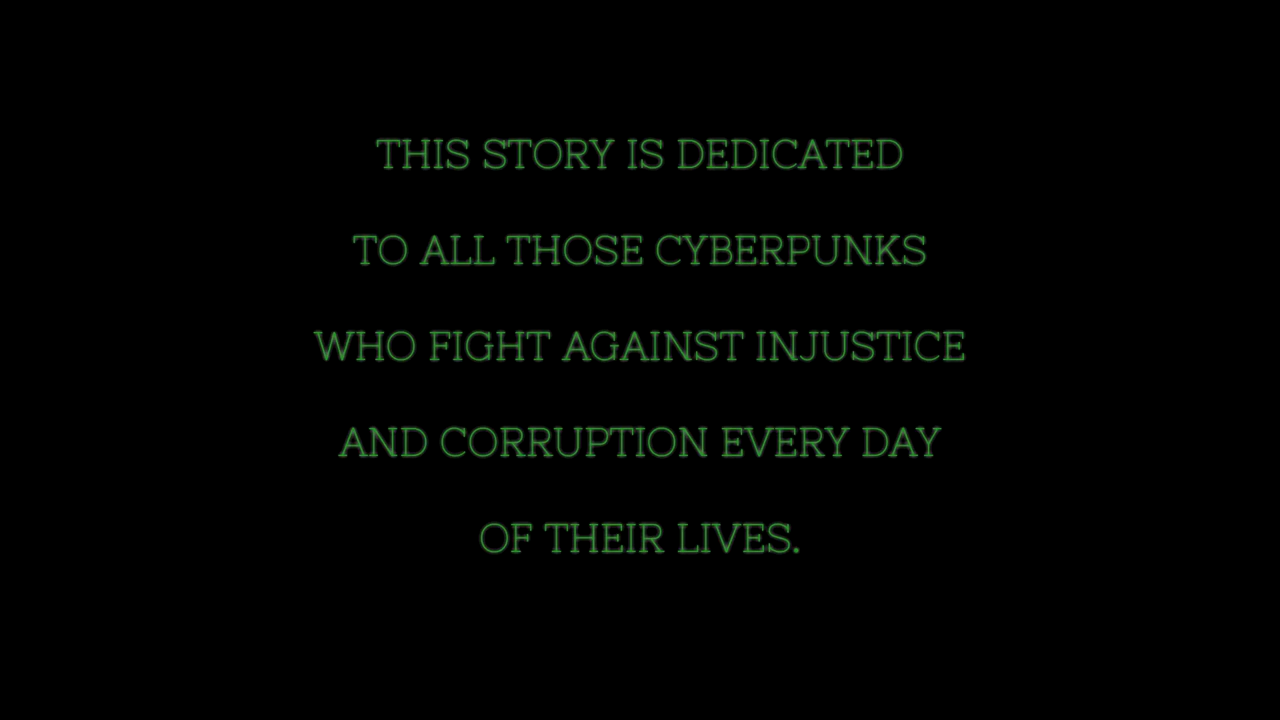 THIS STORY IS DEDICATED
TO ALL THOSE CYBERPUNKS
WHO FIGHT AGAINST INJUSTICE
AND CORRUPTION EVERY DAY
OF THEIR LIVES.